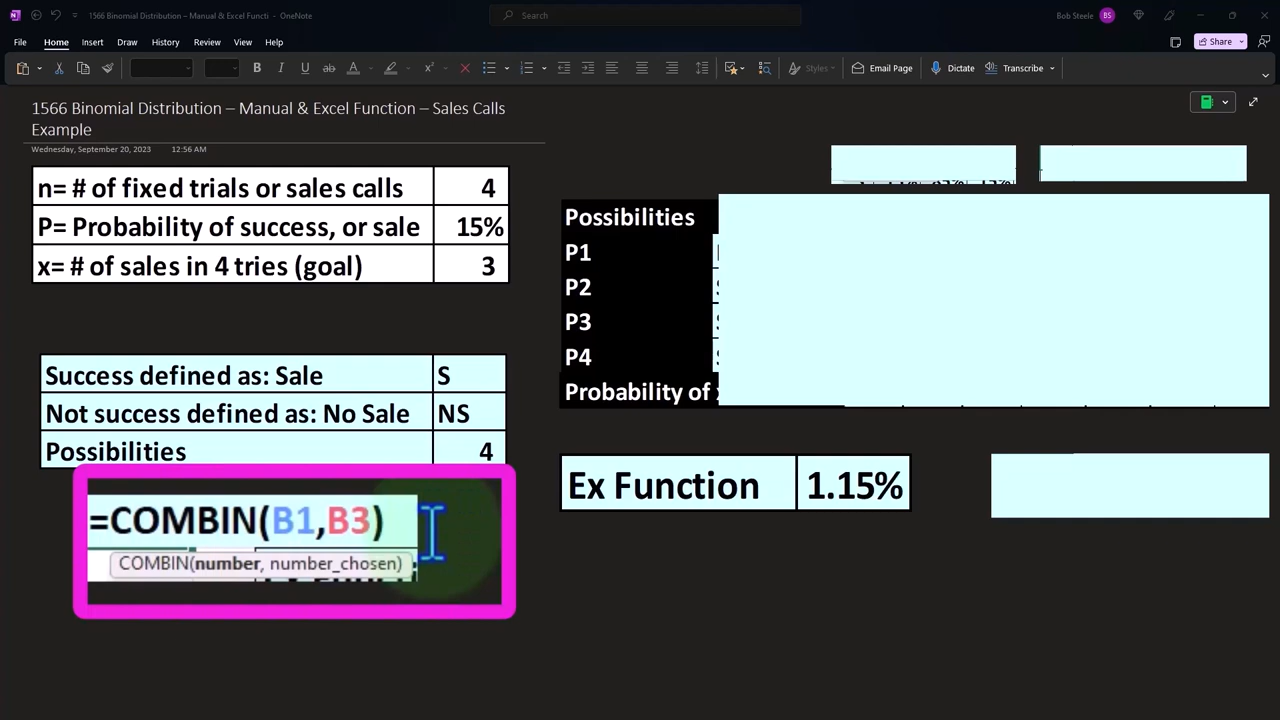 1566 Binomial Distribution – Manual & Excel Functi - OneNote
Search
Bob Steele
BS
File Home Insert Draw History Review View Help
Share
B I U ab A x
Styles
Email Page
Dictate
Transcribe
1566 Binomial Distribution – Manual & Excel Function – Sales Calls
Example
Wednesday, September 20, 2023 12:56 AM
n= # of fixed trials or sales calls 4
P= Probability of success, or sale 15%
x= # of sales in 4 tries (goal) 3
Possibilities
P1
P2
P3
P4
Probability of
Success defined as: Sale S
Not success defined as: No Sale NS
Possibilities 4
=COMBIN(B1,B3)
COMBIN(number, number_chosen)
Ex Function 1.15%